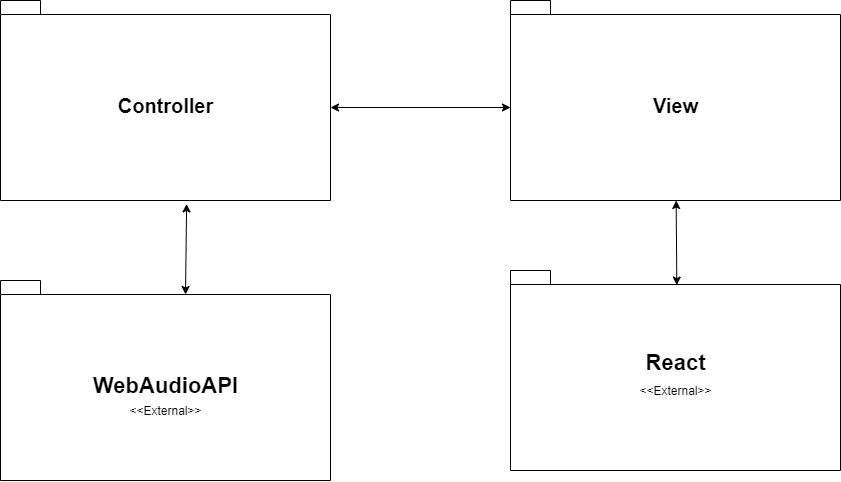 Controller
View
WebAudioAPI
<<External>>
React
<<External>>